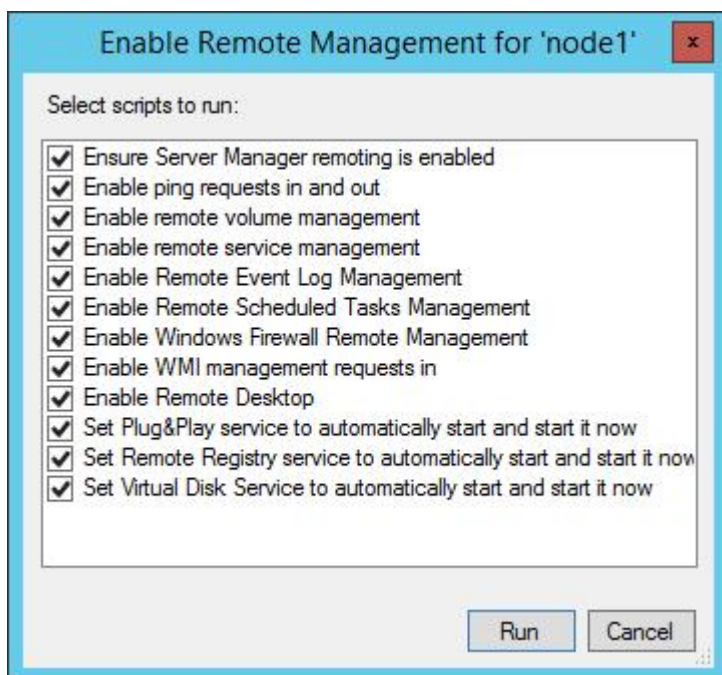 Enable Remote Management for 'node1'
x
Select scripts to run:
Ensure Server Manager remoting is enabled
Enable ping requests in and out
Enable remote volume management
Enable remote service management
Enable Remote Event Log Management
Enable Remote Scheduled Tasks Management
Enable Windows Firewall Remote Management
Enable WMI management requests in
Enable Remote Desktop
Set Plug&Play service to automatically start and start it now
Set Remote Registry service to automatically start and start it now
Set Virtual Disk Service to automatically start and start it now
Run Cancel